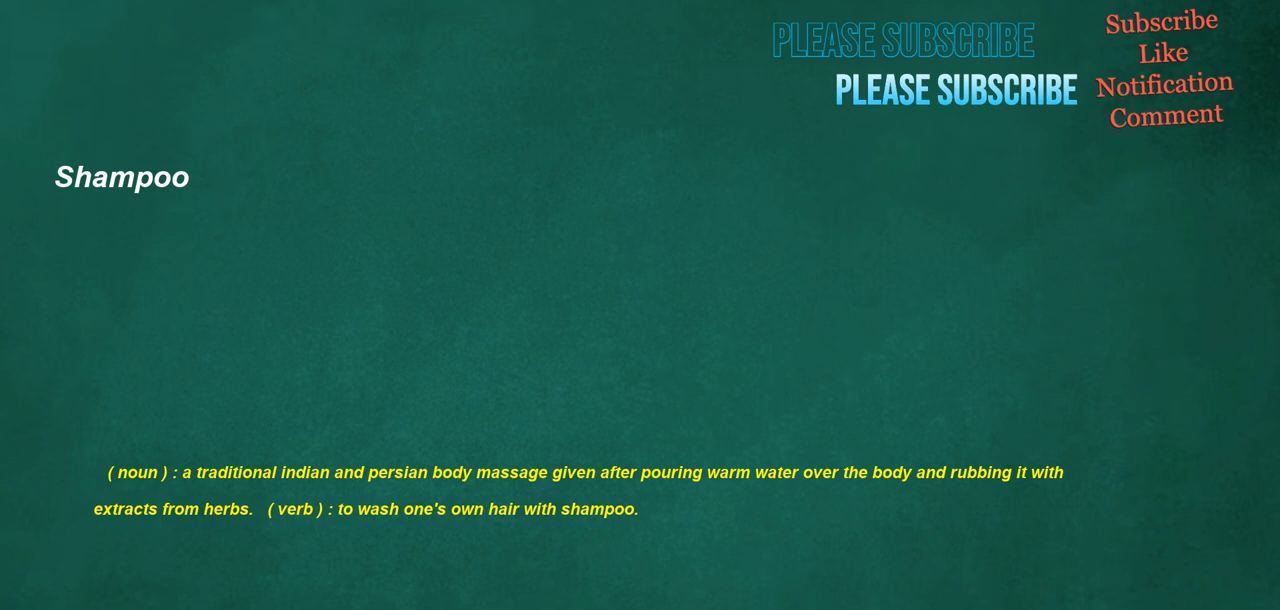 PLEASE SUBSCRIBE
PLEASE SUBSCRIBE
Subscribe
Like
Notification
Comment
Shampoo
( noun ) : a traditional indian and persian body massage given after pouring warm water over the body and rubbing it with
extracts from herbs. ( verb ) : to wash one's own hair with shampoo.